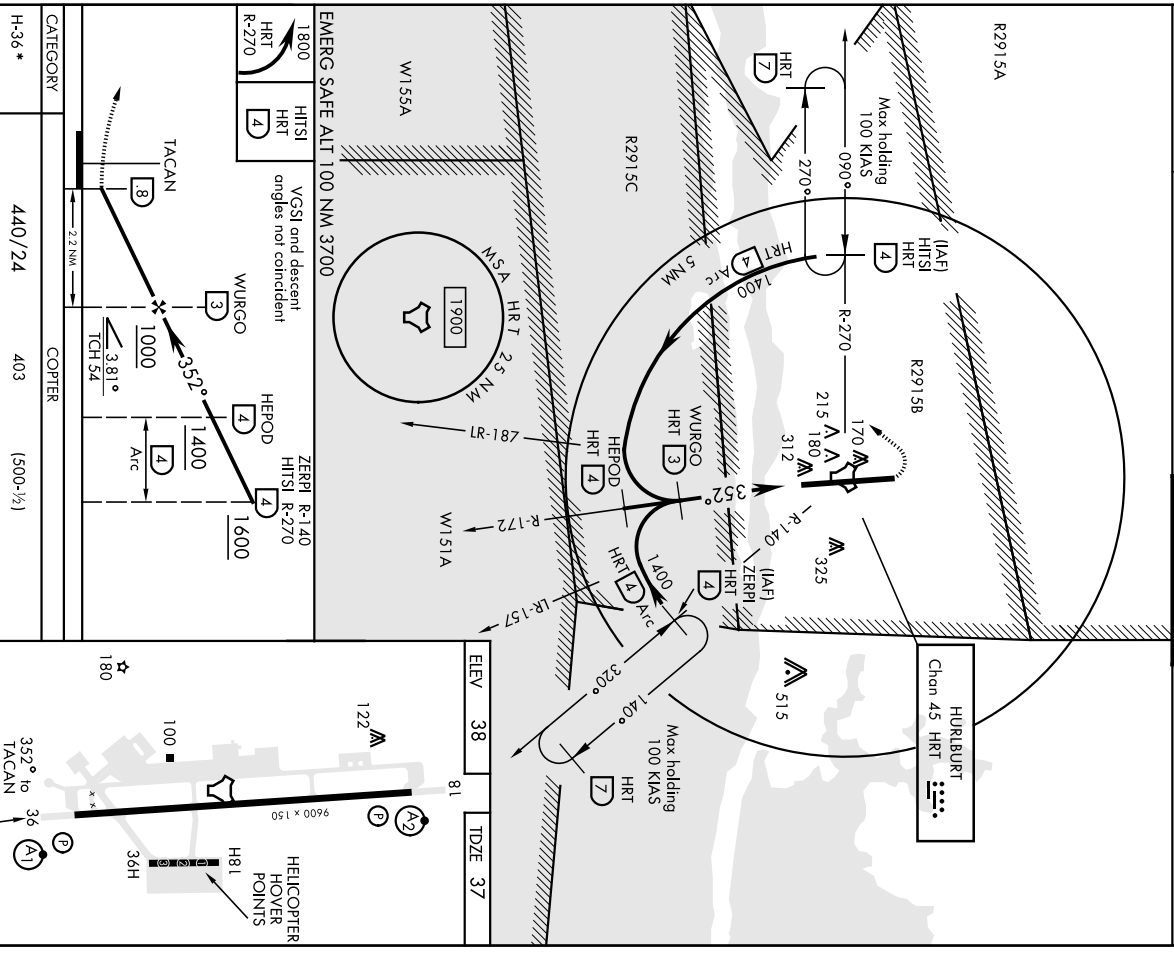 R2915A
Max holding
100 KIAS
HRT
7
090°
270°
(IAF)
HITSI
HRT
4
R-270
R2915B
215
170
180
312
325
HURLBURT
Chan 45 HRT
515
R-140
(IAF)
ZERPI
HRT
4
1400
HRT 4 Arc
352°
WURGO
HRT 3
HEPOD
HRT 4
R-172
LR-187
LR-157
W151A
5 NM
HRT 4 Arc
1400
R2915C
W155A
320°
140°
Max holding
100 KIAS
HRT
7
MSA HRT 25 NM
1900
EMERG SAFE ALT 100 NM 3700
1800
HRT
R-270
HITSI
HRT
4
VGSI and descent
angles not coincident
TACAN
.8
WURGO
3
HEPOD
4
ZERPI R-140
HITSI R-270
4
1600
1400
352°
1000
4
Arc
2.2 NM
3.81°
TCH 54
CATEGORY
COPTER
H-36*
440/24
403
(500-½)
ELEV 38
TDZE 37
122
18
A2
P
9600 x 150
100
180
x x
H18
1
2
3
36H
HELICOPTER
HOVER
POINTS
36
P
A1
352° to
TACAN